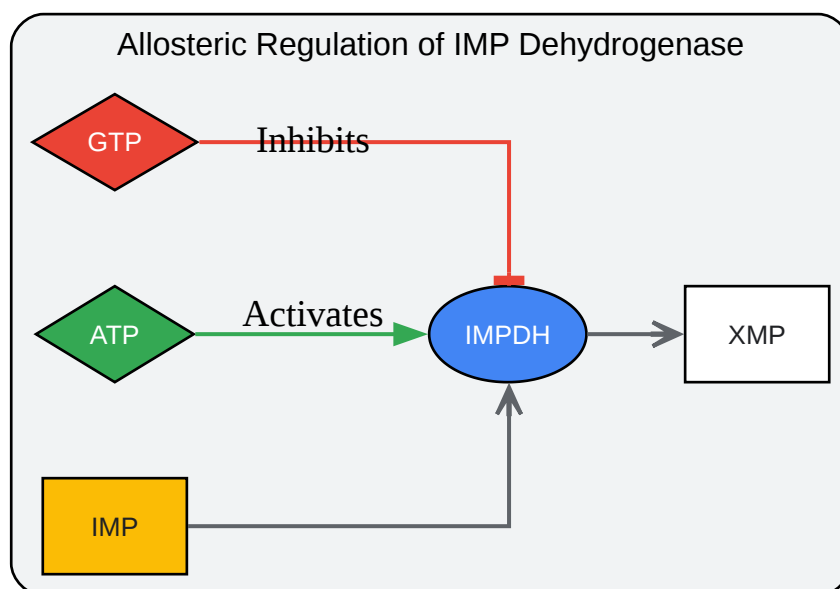 Allosteric Regulation of IMP Dehydrogenase
GTP
Inhibits
ATP
Activates
IMPDH
XMP
IMP